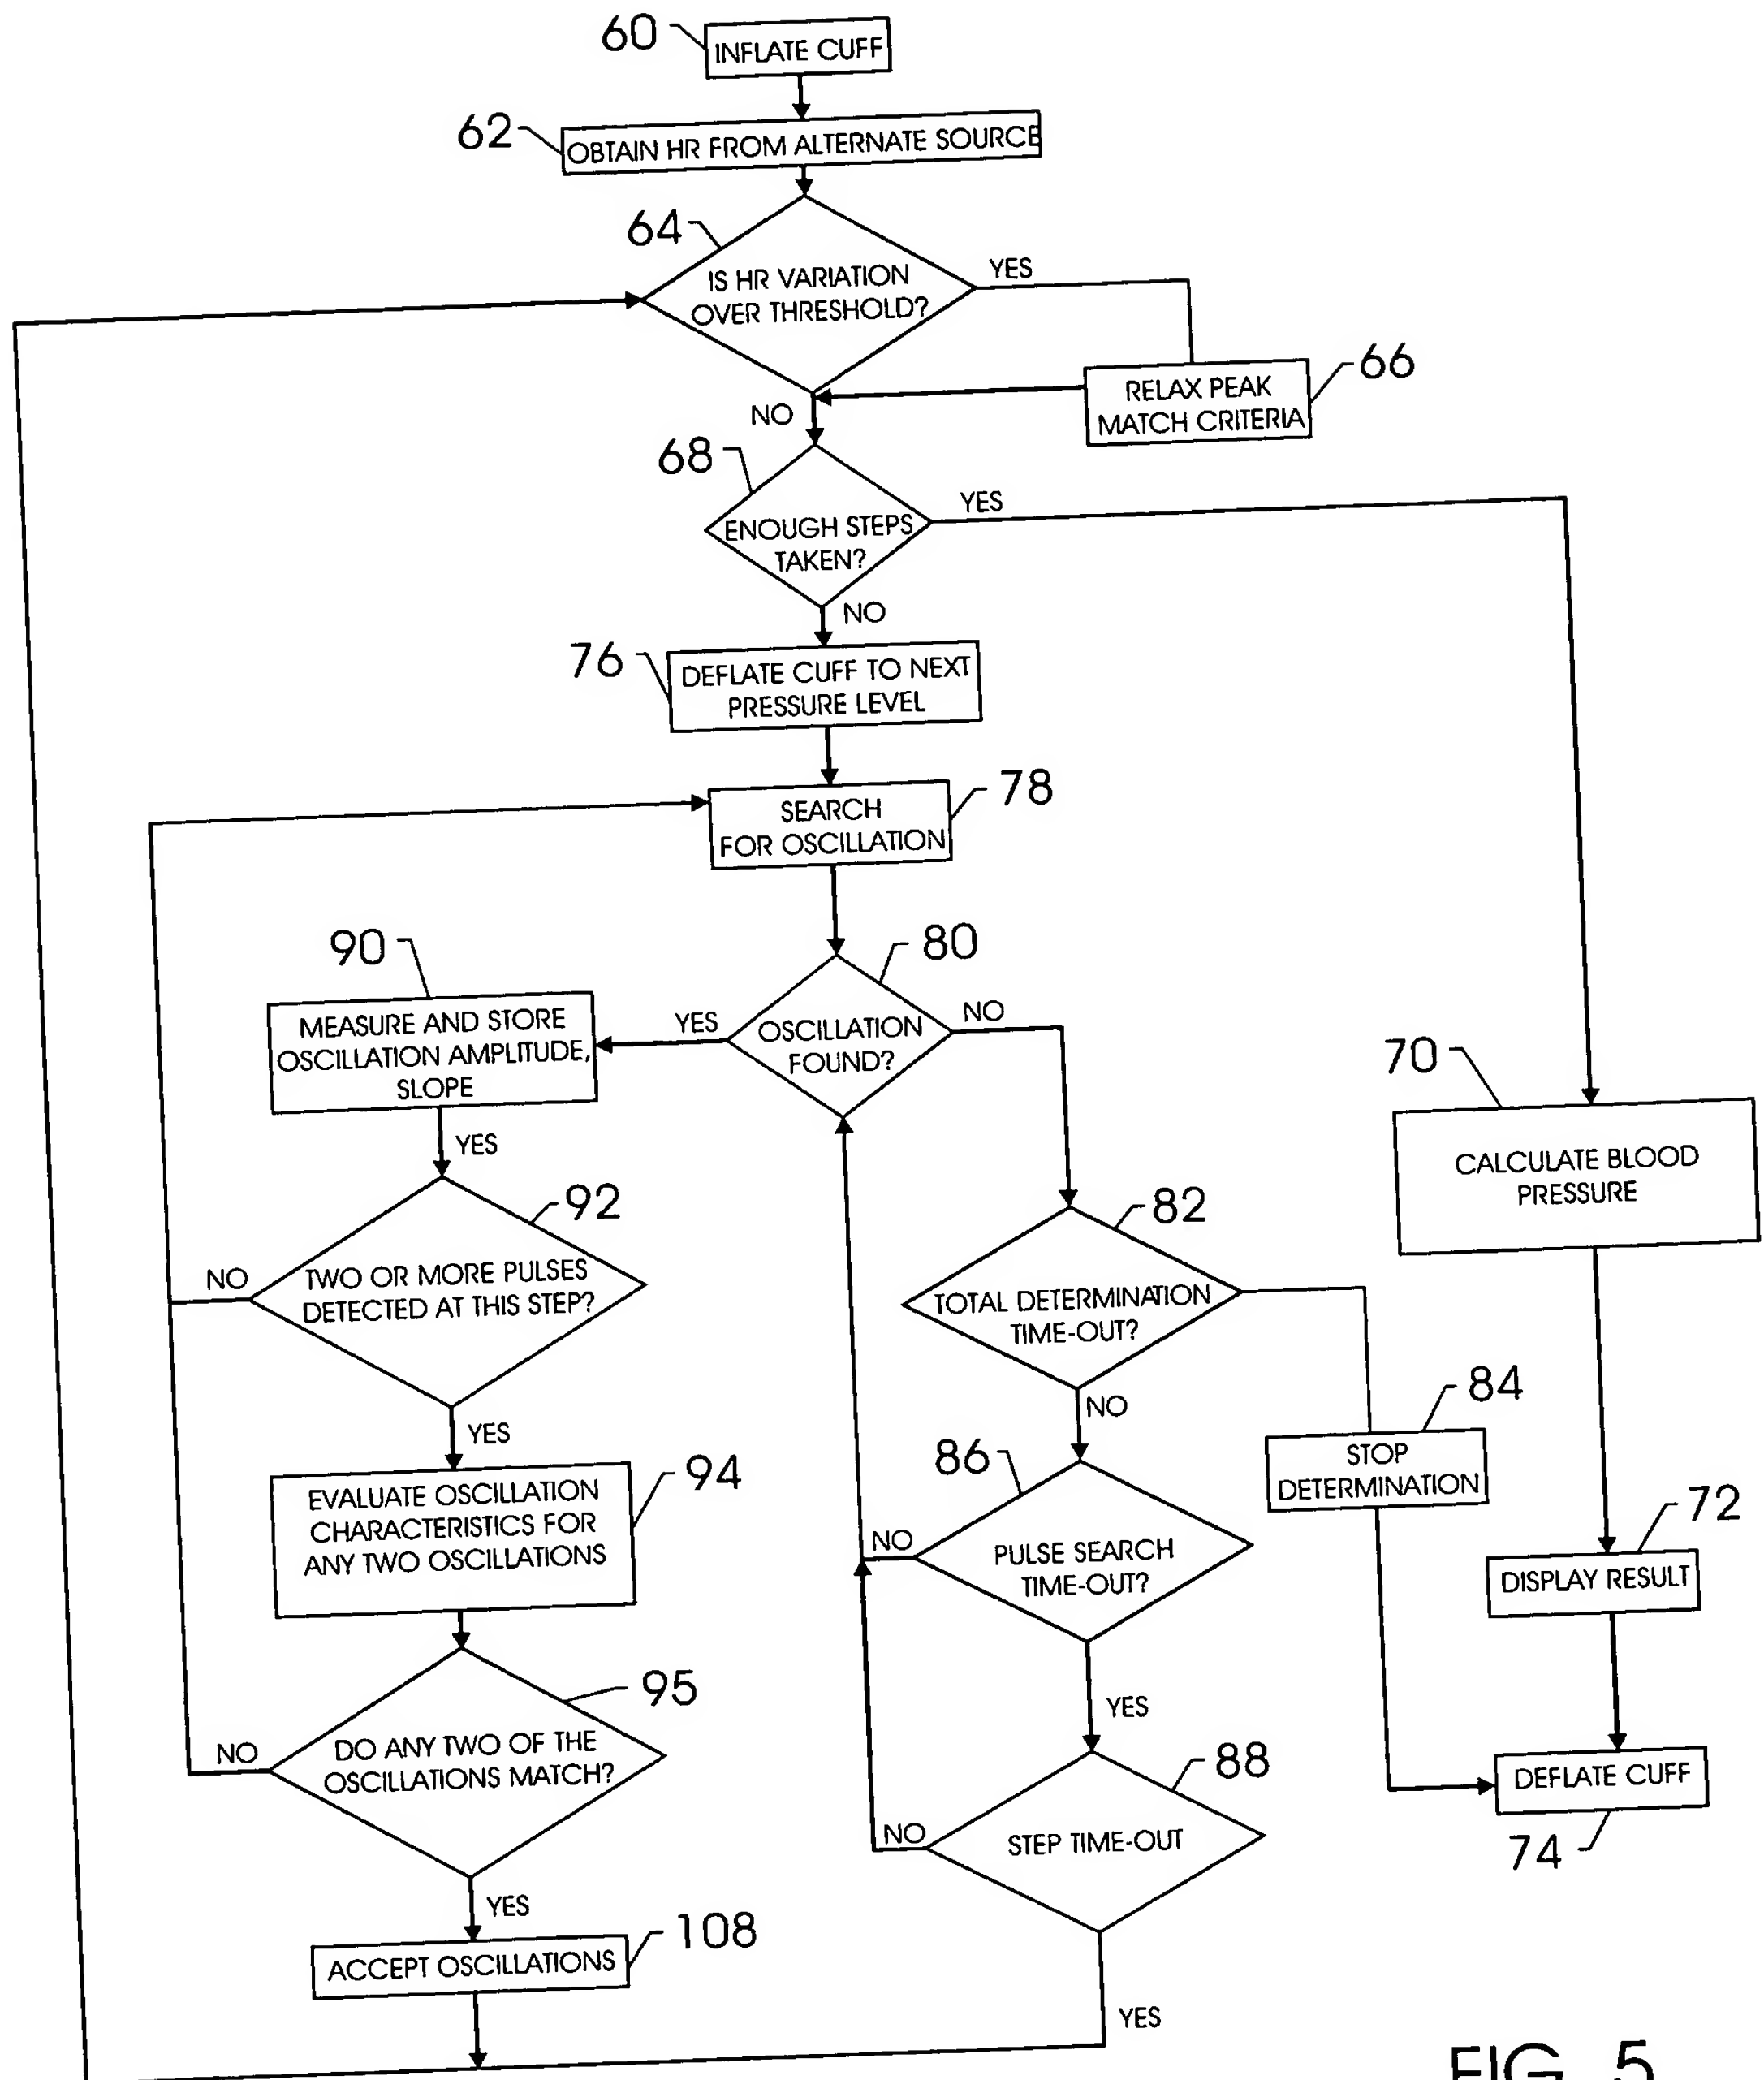 60
INFLATE CUFF
62
OBTAIN HR FROM ALTERNATE SOURCE
64
IS HR VARIATION
OVER THRESHOLD?
YES
66
RELAX PEAK
MATCH CRITERIA
NO
68
ENOUGH STEPS
TAKEN?
YES
NO
76
DEFLATE CUFF TO NEXT
PRESSURE LEVEL
78
SEARCH
FOR OSCILLATION
80
OSCILLATION
FOUND?
YES
NO
90
MEASURE AND STORE
OSCILLATION AMPLITUDE,
SLOPE
YES
92
TWO OR MORE PULSES
DETECTED AT THIS STEP?
NO
YES
94
EVALUATE OSCILLATION
CHARACTERISTICS FOR
ANY TWO OSCILLATIONS
95
DO ANY TWO OF THE
OSCILLATIONS MATCH?
NO
YES
108
ACCEPT OSCILLATIONS
82
TOTAL DETERMINATION
TIME-OUT?
NO
84
STOP
DETERMINATION
86
PULSE SEARCH
TIME-OUT?
NO
YES
88
STEP TIME-OUT
NO
YES
70
CALCULATE BLOOD
PRESSURE
72
DISPLAY RESULT
DEFLATE CUFF
74
FIG. 5